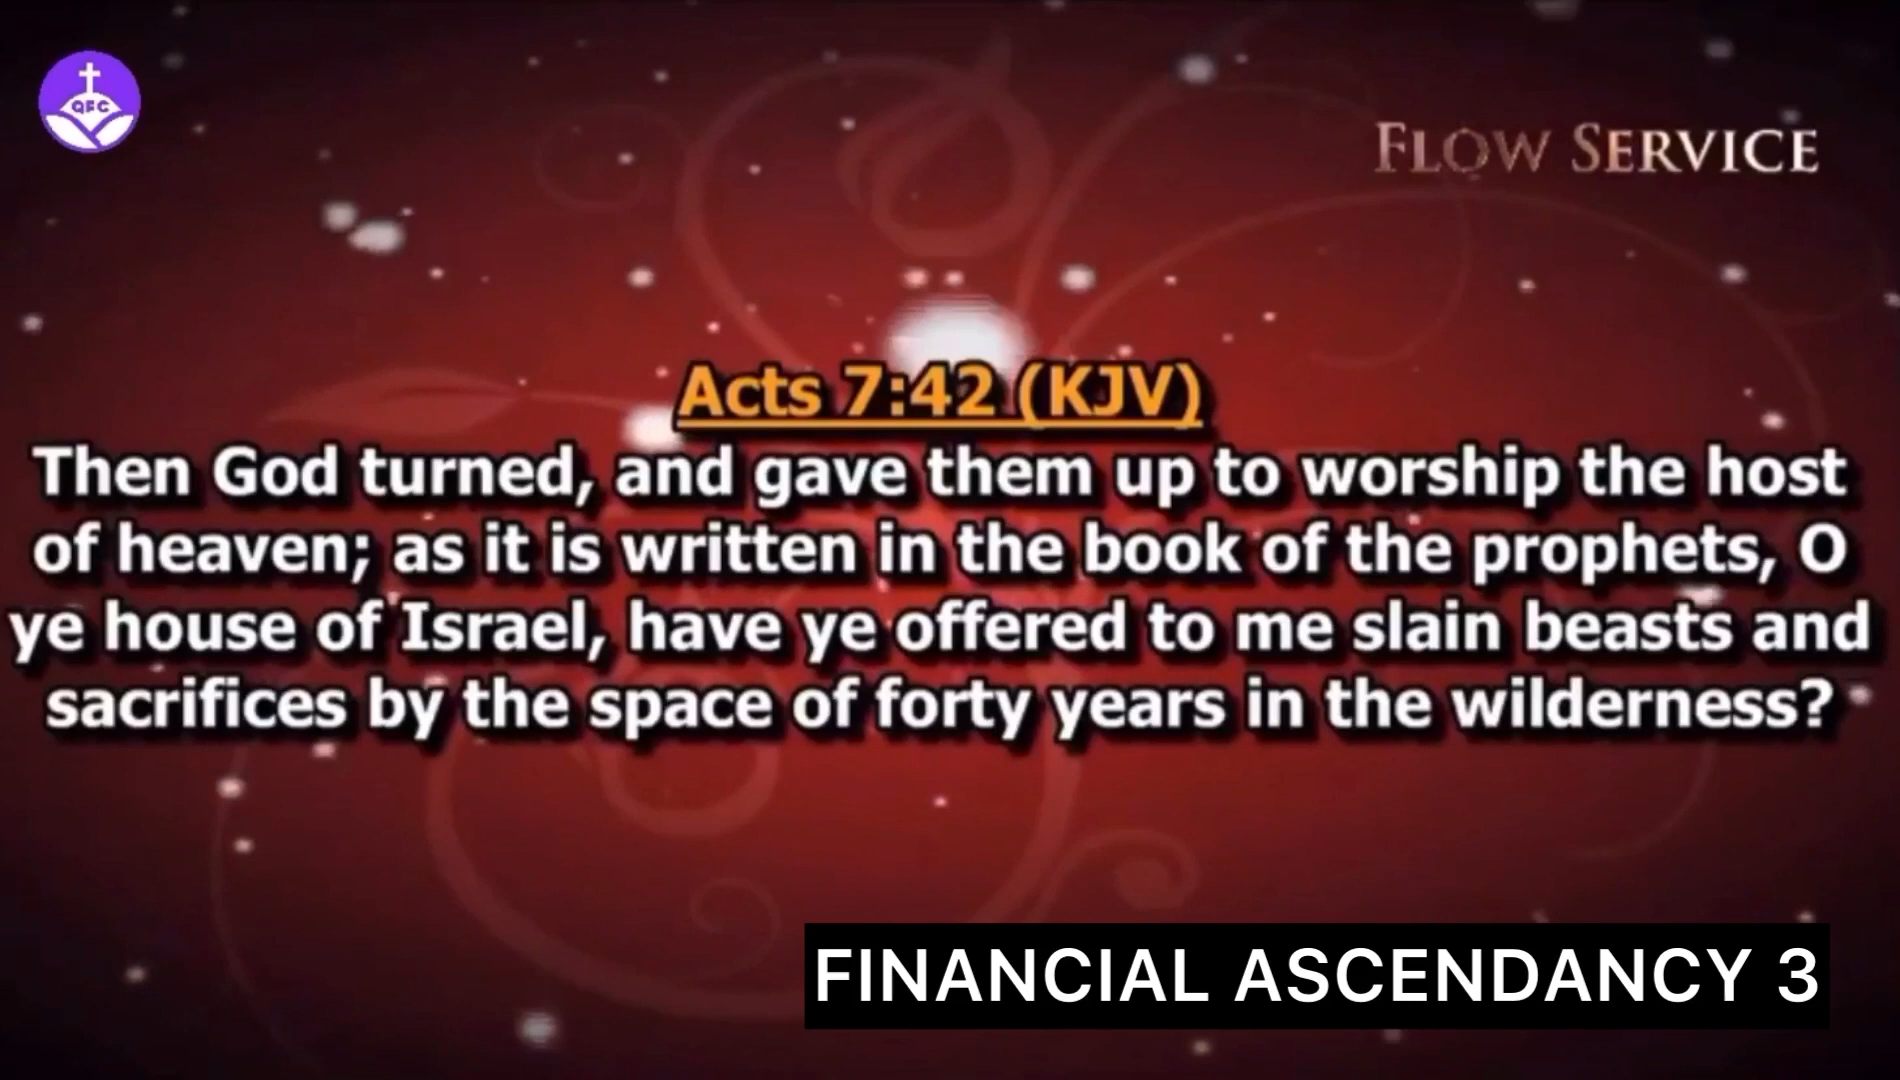 QFC
FLOW SERVICE
Acts 7:42 (KJV)
Then God turned, and gave them up to worship the host
of heaven; as it is written in the book of the prophets, O
ye house of Israel, have ye offered to me slain beasts and
sacrifices by the space of forty years in the wilderness?
FINANCIAL ASCENDANCY 3